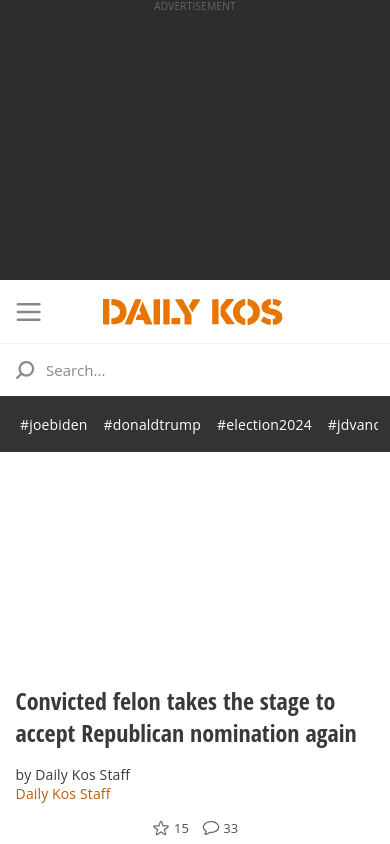 ADVERTISEMENT
DAILY KOS
Search...
#joebiden #donaldtrump #election2024 #jdvanc
Convicted felon takes the stage to
accept Republican nomination again
by Daily Kos Staff
Daily Kos Staff
15 33